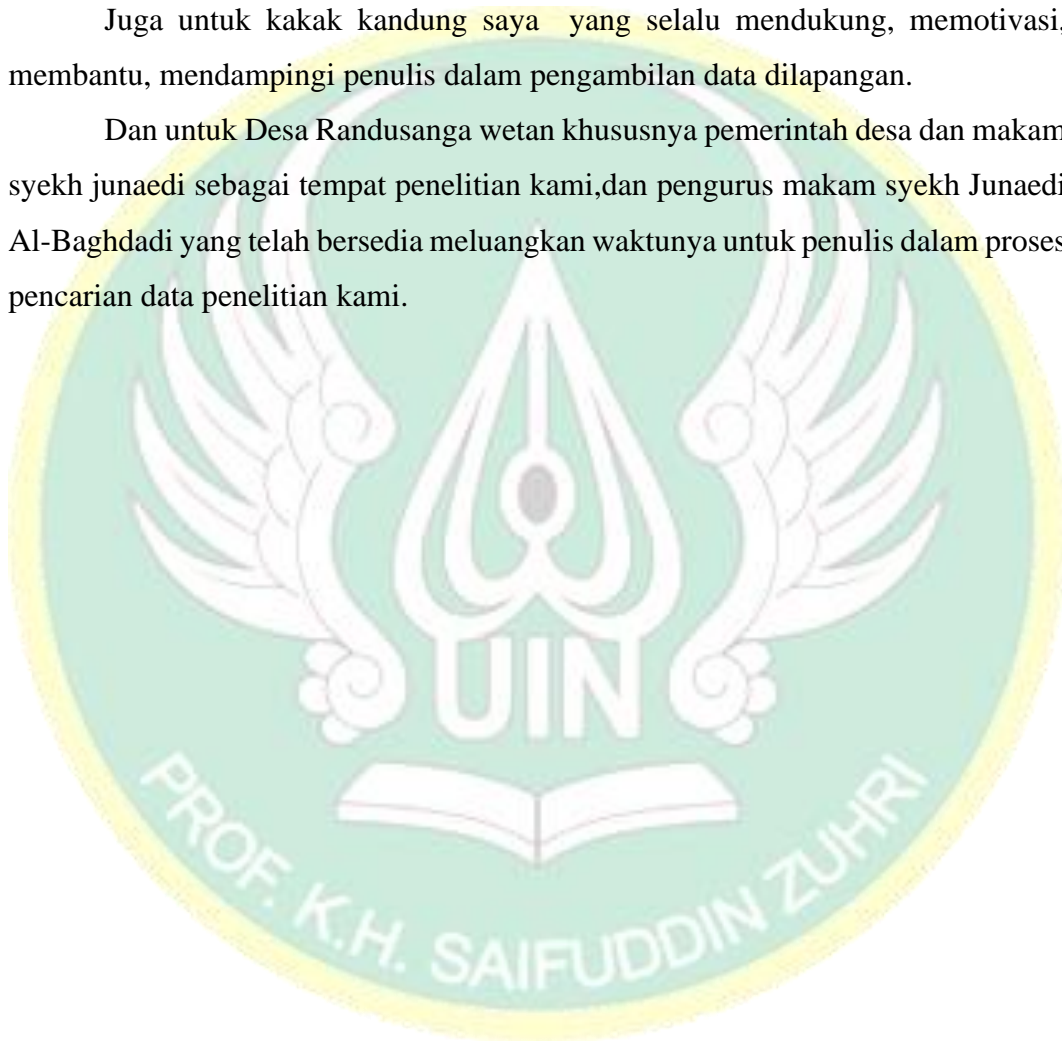 Juga untuk kakak kandung saya yang selalu mendukung, memotivasi,
membantu, mendampingi penulis dalam pengambilan data dilapangan.
Dan untuk Desa Randusanga wetan khususnya pemerintah desa dan makam
syekh junaedi sebagai tempat penelitian kami,dan pengurus makam syekh Junaedi
Al-Baghdadi yang telah bersedia meluangkan waktunya untuk penulis dalam proses
pencarian data penelitian kami.
UIN
PROF. K.H. SAIFUDDIN ZUHRI